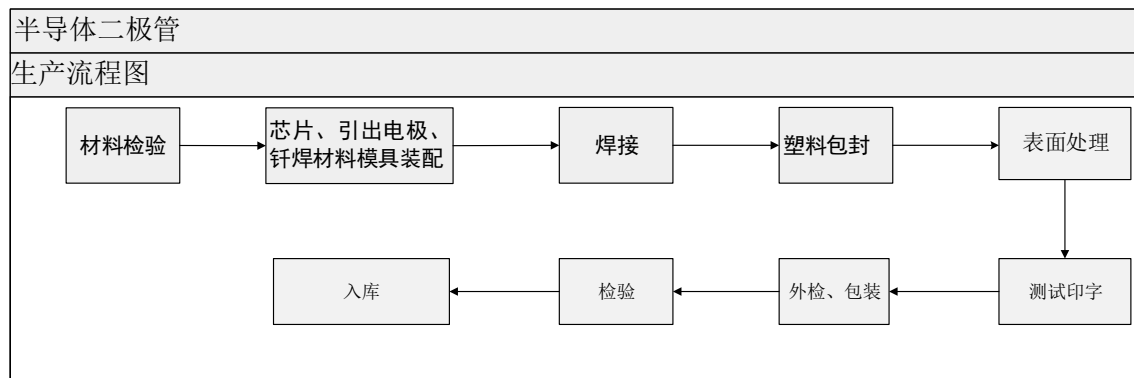 半导体二极管
生产流程图
材料检验
芯片、引出电极、
钎焊材料模具装配
焊接
塑料包封
表面处理
测试印字
外检、包装
检验
入库